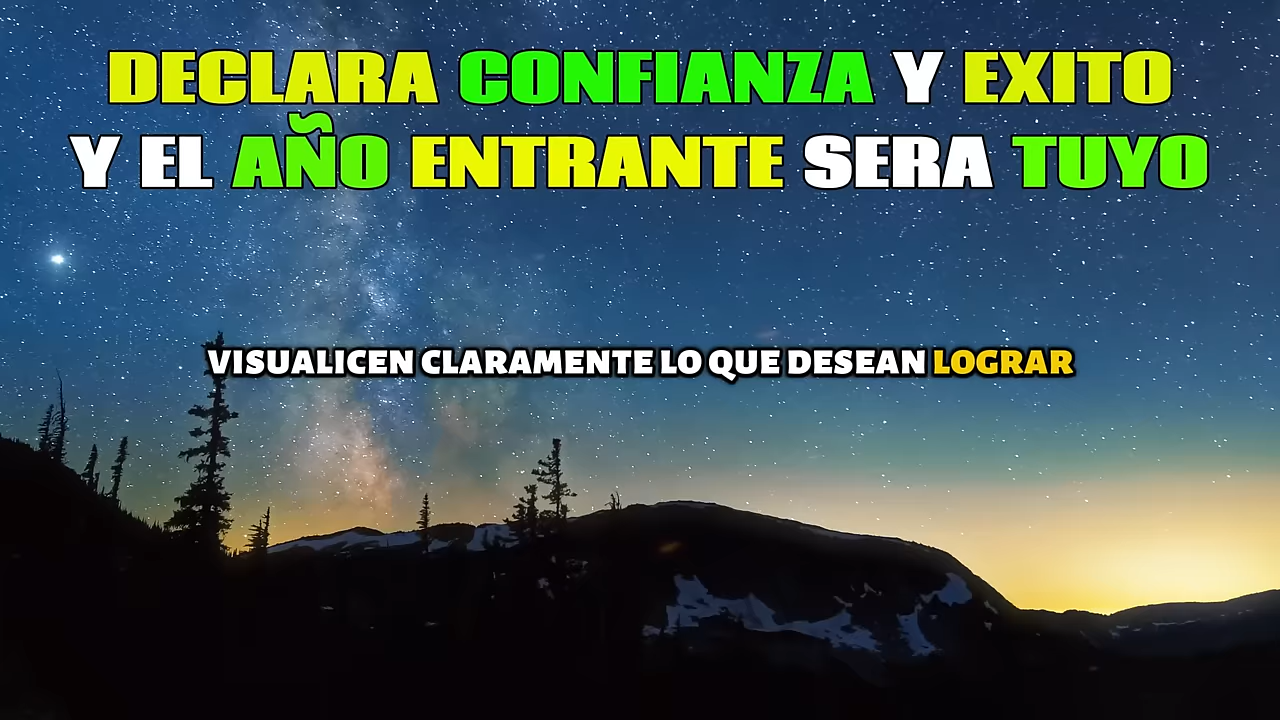 DECLARA CONFIANZA Y EXITO
Y EL AÑO ENTRANTE SERA TUYO
VISUALICEN CLARAMENTE LO QUE DESEAN LOGRAR